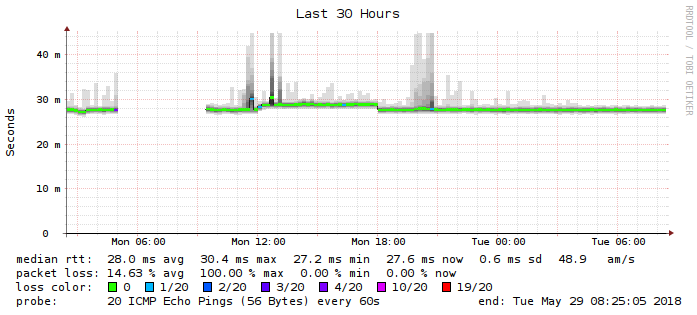 Last 30 Hours
RRDTOOL / TOBI OETIKER
Seconds
40 m
30 m
20 m
10 m
0
Mon 06:00 Mon 12:00 Mon 18:00 Tue 00:00 Tue 06:00
median rtt: 28.0 ms avg 30.4 ms max 27.2 ms min 27.6 ms now 0.6 ms sd 48.9 am/s
packet loss: 14.63 % avg 100.00 % max 0.00 % min 0.00 % now
loss color: 0 1/20 2/20 3/20 4/20 10/20 19/20
probe: 20 ICMP Echo Pings (56 Bytes) every 60s end: Tue May 29 08:25:05 2018